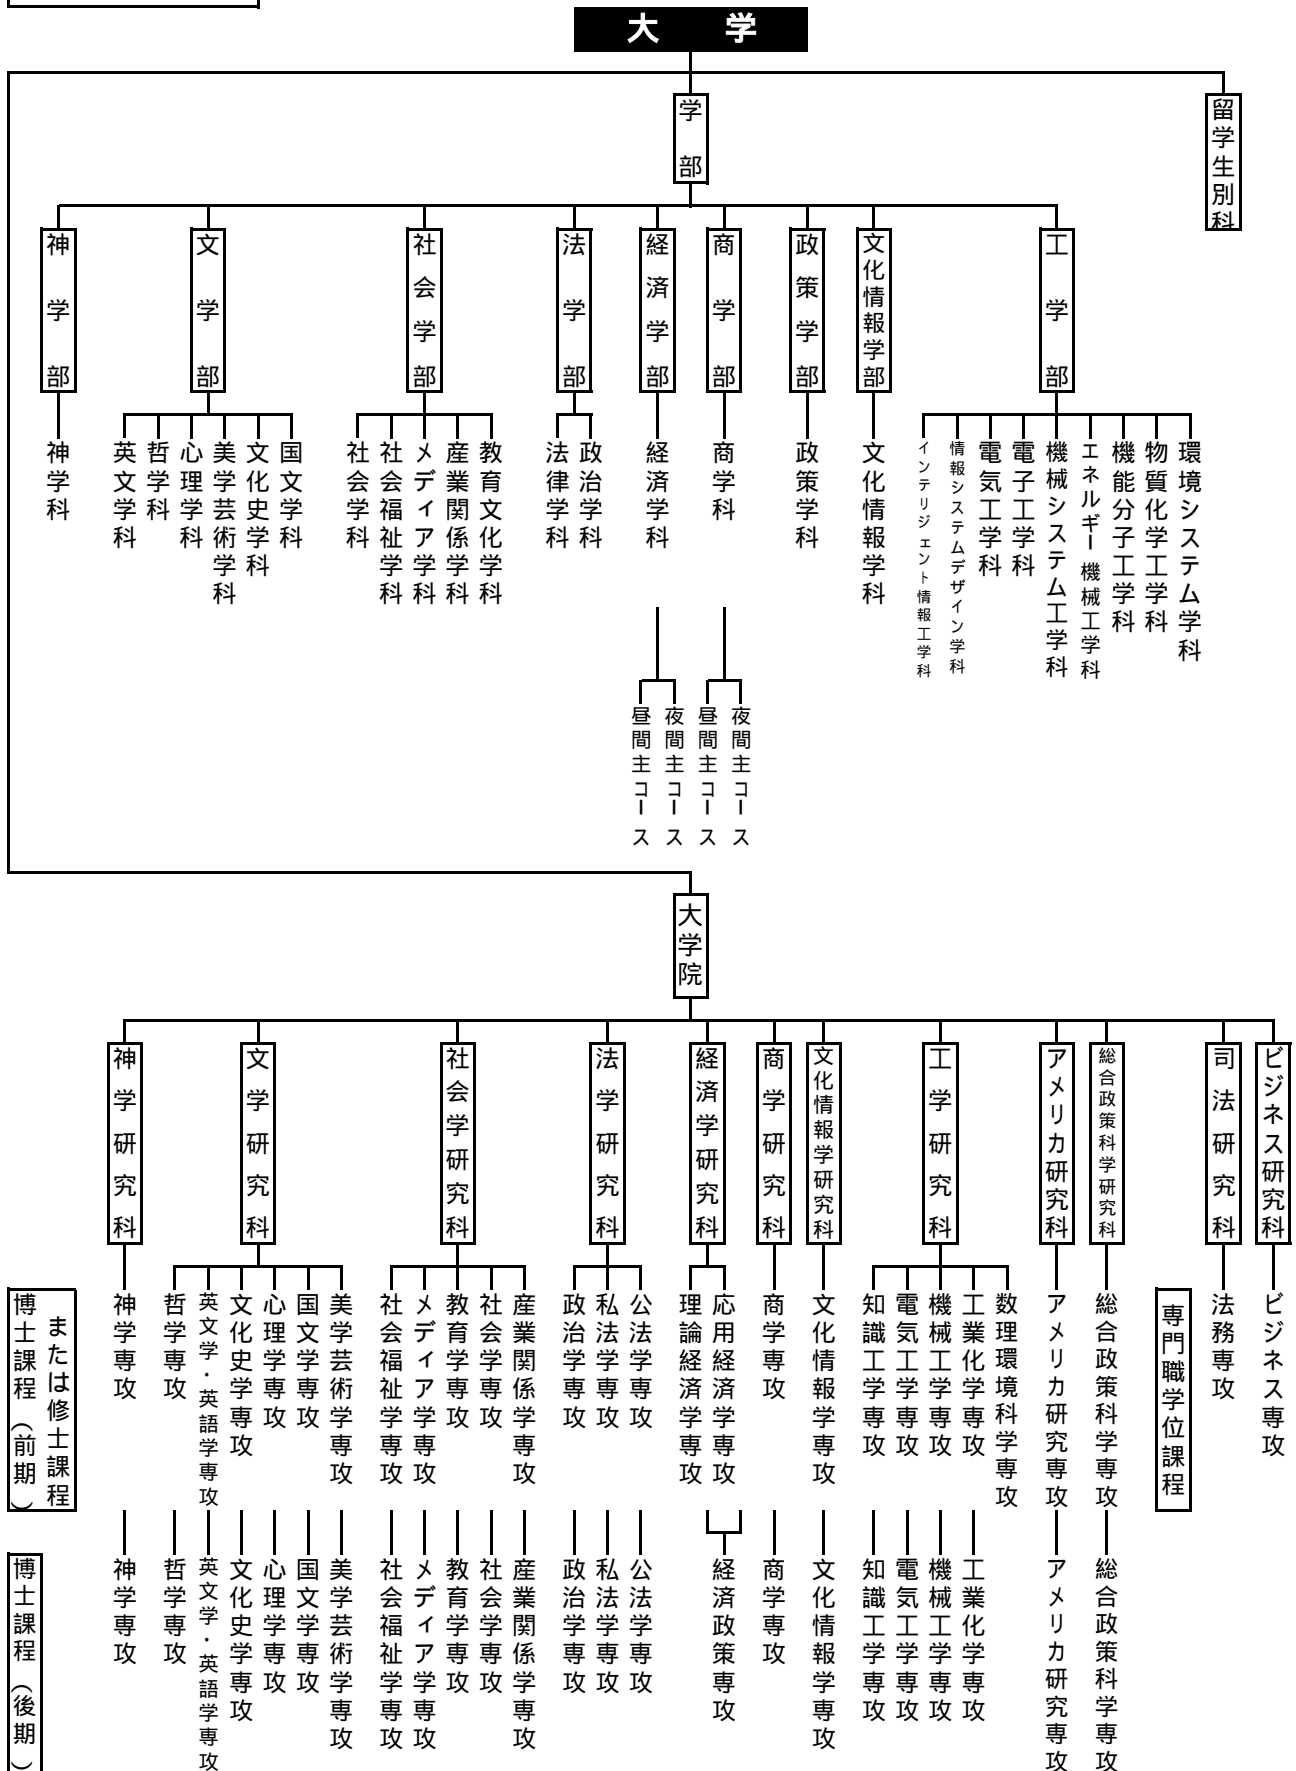 大学
学部
留学生別科
神学部
文学部
社会学部
法学部
経済学部
商学部
政策学部
文化情報学部
工学部
神学科
英文学科
哲学科
心理学科
美学芸術学科
文化史学科
国文学科
社会学科
社会福祉学科
メディア学科
産業関係学科
教育文化学科
法律学科
政治学科
経済学科
商学科
政策学科
文化情報学科
インテリジェント情報工学科
情報システムデザイン学科
電気工学科
電子工学科
機械システム工学科
エネルギー機械工学科
機能分子工学科
物質化学工学科
環境システム学科
昼間主コース
夜間主コース
昼間主コース
夜間主コース
大学院
神学研究科
文学研究科
社会学研究科
法学研究科
経済学研究科
商学研究科
文化情報学研究科
工学研究科
アメリカ研究科
総合政策科学研究科
司法研究科
ビジネス研究科
博士課程（前期）
または修士課程
神学専攻
哲学専攻
英文学・英語学専攻
文化史学専攻
心理学専攻
国文学専攻
美学芸術学専攻
社会福祉学専攻
メディア学専攻
教育学専攻
社会学専攻
産業関係学専攻
政治学専攻
私法学専攻
公法学専攻
理論経済学専攻
応用経済学専攻
商学専攻
文化情報学専攻
知識工学専攻
電気工学専攻
機械工学専攻
工業化学専攻
数理環境科学専攻
アメリカ研究専攻
総合政策科学専攻
専門職学位課程
法務専攻
ビジネス専攻
博士課程（後期）
神学専攻
哲学専攻
英文学・英語学専攻
文化史学専攻
心理学専攻
国文学専攻
美学芸術学専攻
社会福祉学専攻
メディア学専攻
教育学専攻
社会学専攻
産業関係学専攻
政治学専攻
私法学専攻
公法学専攻
経済政策専攻
商学専攻
文化情報学専攻
知識工学専攻
電気工学専攻
機械工学専攻
工業化学専攻
アメリカ研究専攻
総合政策科学専攻